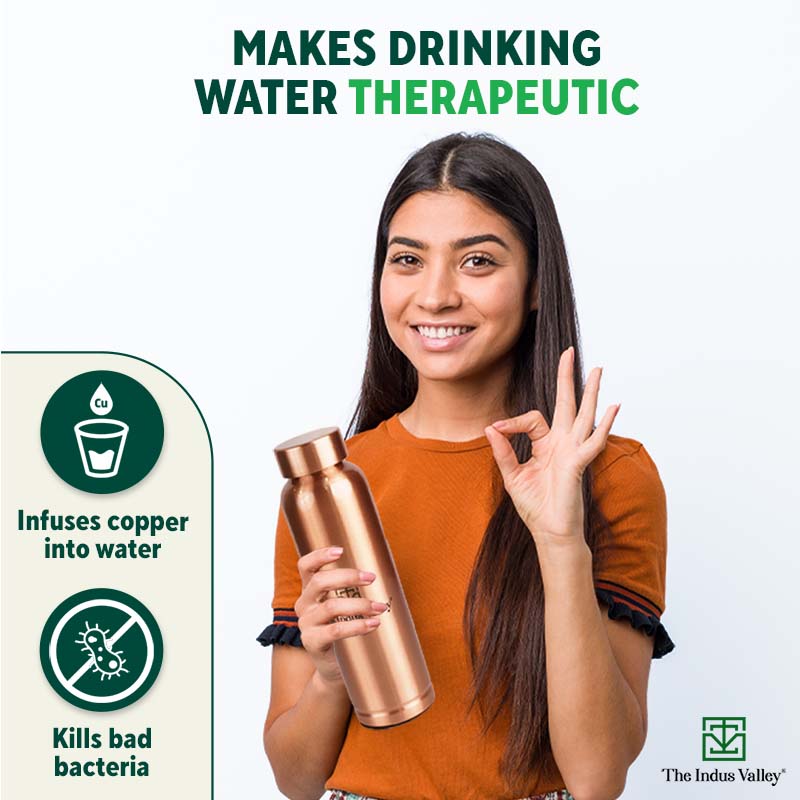 MAKES DRINKING
WATER THERAPEUTIC
Cu
Infuses copper
into water
Kills bad
bacteria
The Indus Valley®